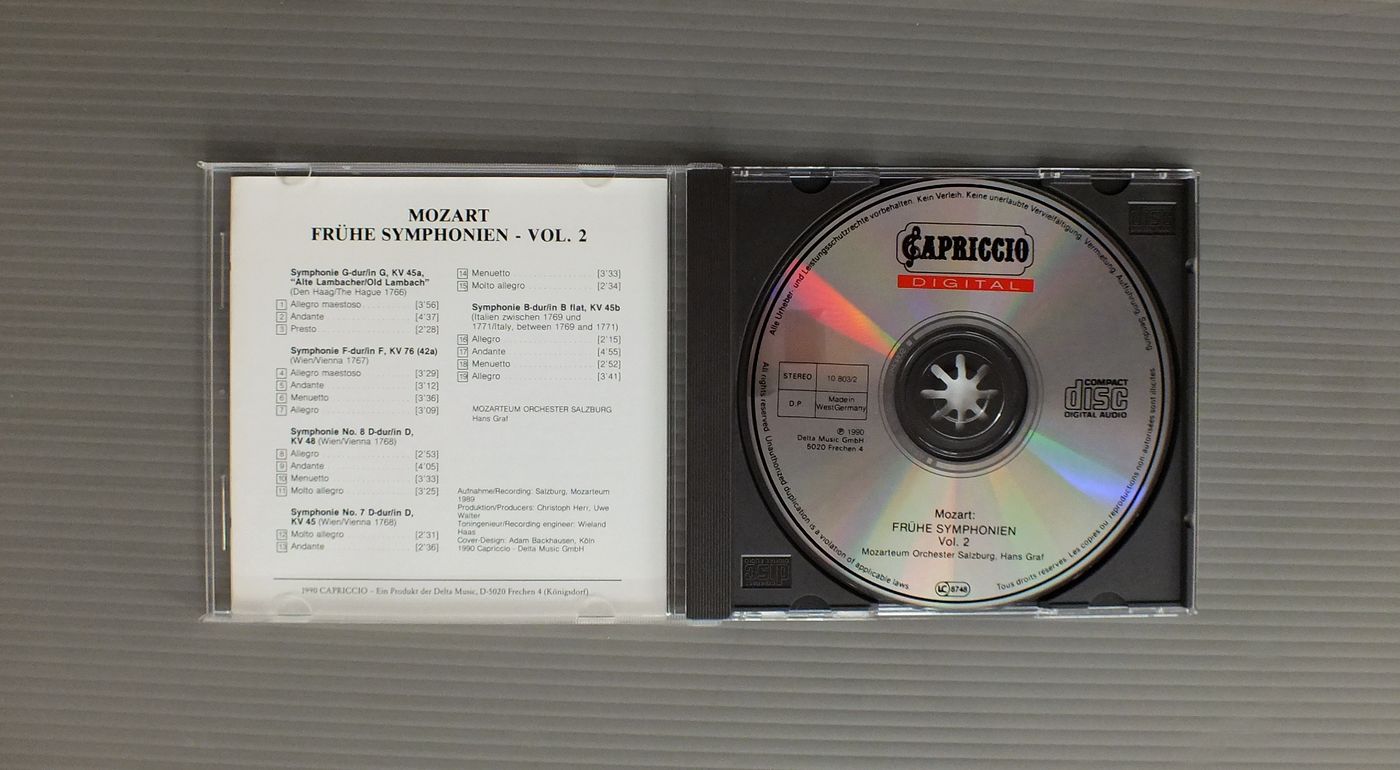 MOZART
FRÜHE SYMPHONIEN - VOL. 2
Symphonie G-dur/in G, KV 45a,
"Alte Lambacher/Old Lambach"
(Den Haag/The Hague 1766)
1 Allegro maestoso [3'56]
2 Andante [4'37]
3 Presto [2'28]
Symphonie F-dur/in F, KV 76 (42a)
(Wien/Vienna 1767)
4 Allegro maestoso [3'29]
5 Andante [3'12]
6 Menuetto [3'36]
7 Allegro [3'09]
Symphonie No. 8 D-dur/in D,
KV 48 (Wien/Vienna 1768)
8 Allegro [2'53]
9 Andante [4'05]
10 Menuetto [3'33]
11 Molto allegro [3'25]
Symphonie No. 7 D-dur/in D,
KV 45 (Wien/Vienna 1768)
12 Molto allegro [2'31]
13 Andante [2'36]
14 Menuetto [3'33]
15 Molto allegro [2'34]
Symphonie B-dur/in B flat, KV 45b
(Italien zwischen 1769 und
1771/Italy, between 1769 and 1771)
16 Allegro [2'15]
17 Andante [4'55]
18 Menuetto [2'52]
19 Allegro [3'41]
MOZARTEUM ORCHESTER SALZBURG
Hans Graf
Aufnahme/Recording: Salzburg, Mozarteum
1989
Produktion/Producers: Christoph Herr, Uwe
Walter
Toningenieur/Recording engineer: Wieland
Haas
Cover-Design: Adam Backhausen, Köln
1990 Capriccio - Delta Music GmbH
1990 CAPRICCIO – Ein Produkt der Delta Music, D-5020 Frechen 4 (Königsdorf)
Alle Urheber- und Leistungsschutzrechte vorbehalten. Kein Verleih. Keine unerlaubte Vervielfältigung, Vermietung, Aufführung, Sendung.
CAPRICCIO
DIGITAL
STEREO
10 803/2
D.P
Made in
West Germany
℗ 1990
Delta Music GmbH
5020 Frechen 4
COMPACT
disc
DIGITAL AUDIO
Mozart:
FRÜHE SYMPHONIEN
Vol. 2
Mozarteum Orchester Salzburg, Hans Graf
LC 8748
All rights reserved. Unauthorized duplication is a violation of applicable laws
Tous droits réservés. Les copies ou reproductions non-autorisées sont illicites.